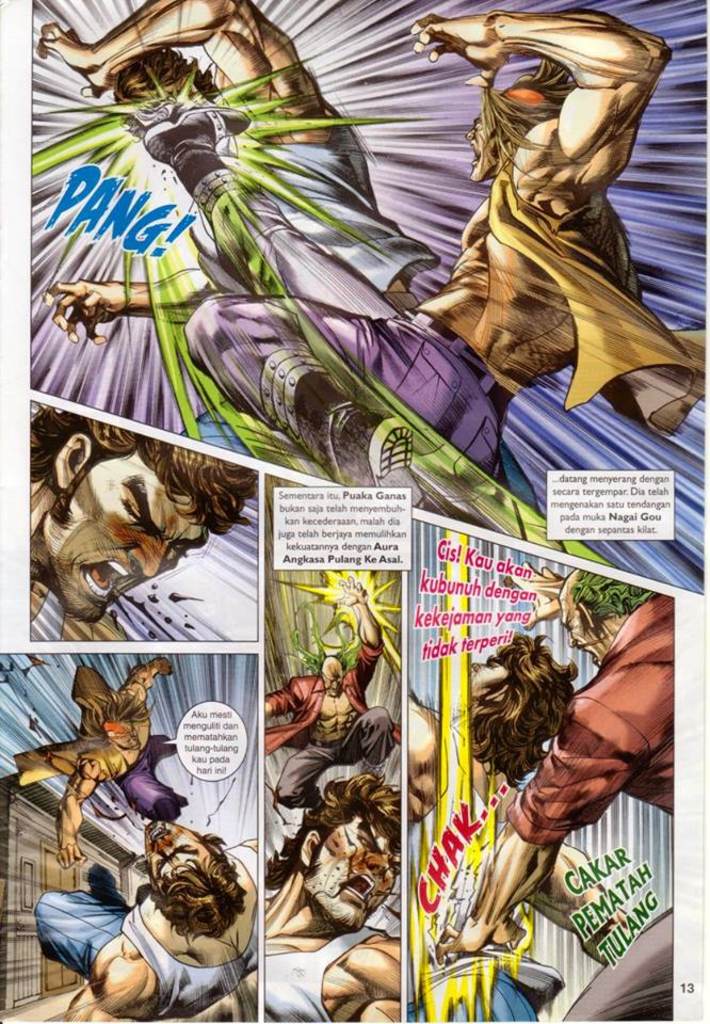 PANG!
...datang menyerang dengan
secara tergempar. Dia telah
mengenakan satu tendangan
pada muka Nagai Gou
dengan sepantas kilat.
Sementara itu, Puaka Ganas
bukan saja telah menyembuh-
kan kecederaaan, malah dia
juga telah berjaya memulihkan
kekuatannya dengan Aura
Angkasa Pulang Ke Asal.
Cis! Kau akan
kubunuh dengan
kekejaman yang
tidak terperi!
Aku mesti
menguliti dan
mematahkan
tulang-tulang
kau pada
hari ini!
CHAK...
CAKAR
PEMATAH
TULANG
13